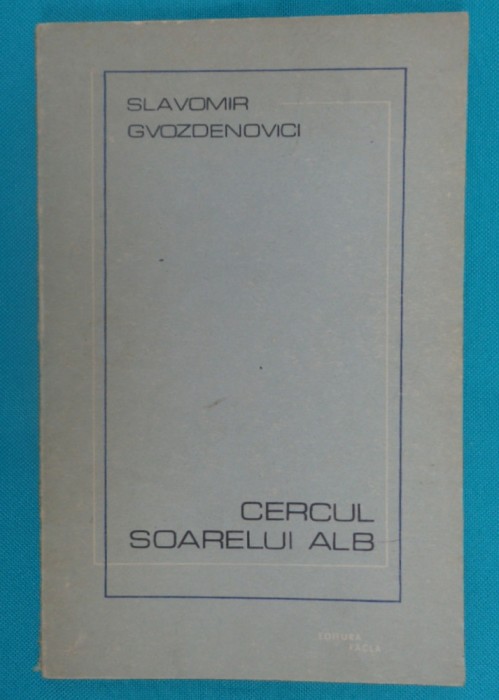 SLAVOMIR
GVOZDENOVICI
CERCUL
SOARELUI ALB
EDITURA
FACLA